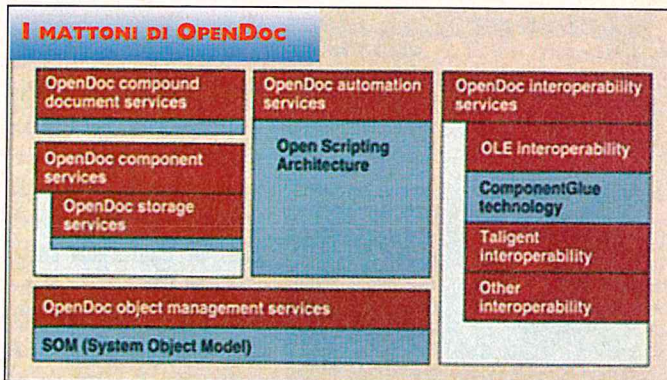 I MATTONI DI OPENDOC
OpenDoc compound
document services
OpenDoc component
services
OpenDoc storage
services
OpenDoc automation
services
Open Scripting
Architecture
OpenDoc interoperability
services
OLE interoperability
ComponentGlue
technology
Taligent
interoperability
Other
interoperability
OpenDoc object management services
SOM (System Object Model)